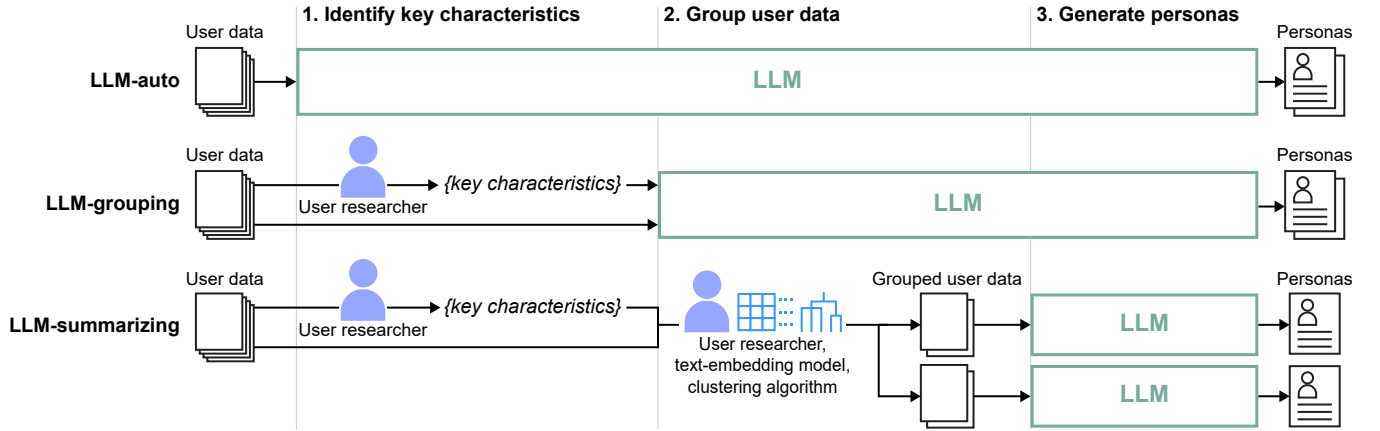 1. Identify key characteristics
2. Group user data
3. Generate personas
User data
Personas
LLM-auto
LLM
User data
Personas
{key characteristics}
LLM-grouping
LLM
User researcher
User data
Grouped user data
Personas
{key characteristics}
LLM-summarizing
LLM
User researcher
User researcher,
text-embedding model,
clustering algorithm
LLM